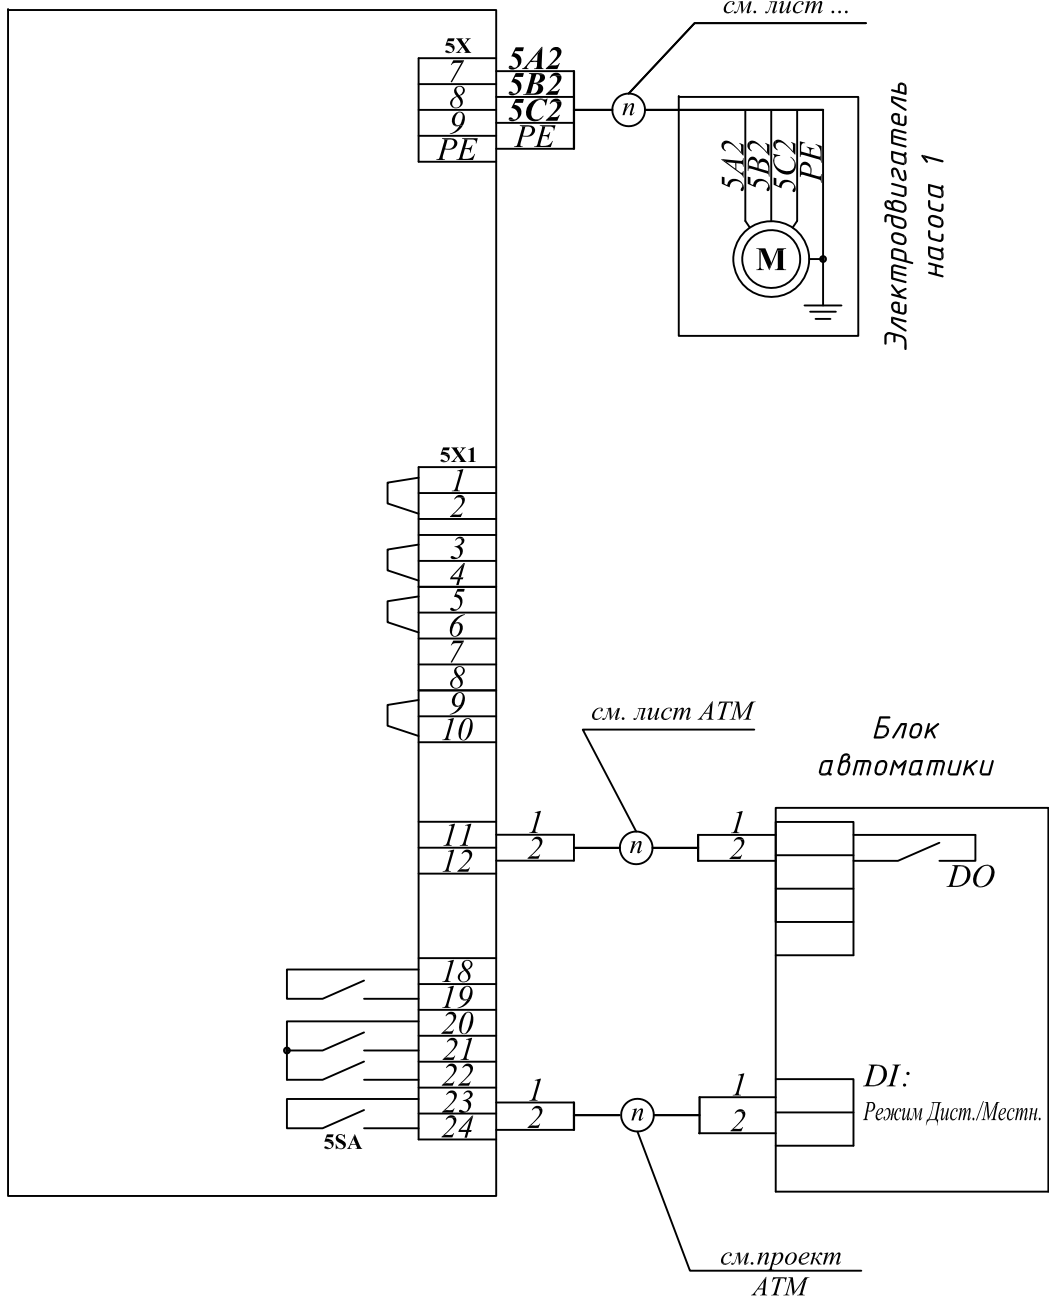 см. лист ...
5X
7
8
9
PE
5A2
5B2
5C2
PE
n
5A2
5B2
5C2
PE
M
Электродвигатель
насоса 1
5X1
1
2
3
4
5
6
7
8
9
10
11
12
1
2
см. лист АТМ
n
1
2
Блок
автоматики
DO
18
19
20
21
22
23
24
5SA
1
2
n
1
2
DI:
Режим Дист./Местн.
см.проект
АТМ